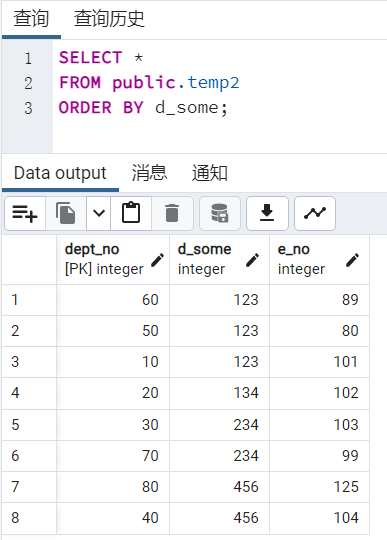 查询 查询历史
1 SELECT *
2 FROM public.temp2
3 ORDER BY d_some;
Data output 消息 通知
dept_no d_some e_no
[PK] integer integer integer
1 60 123 89
2 50 123 80
3 10 123 101
4 20 134 102
5 30 234 103
6 70 234 99
7 80 456 125
8 40 456 104